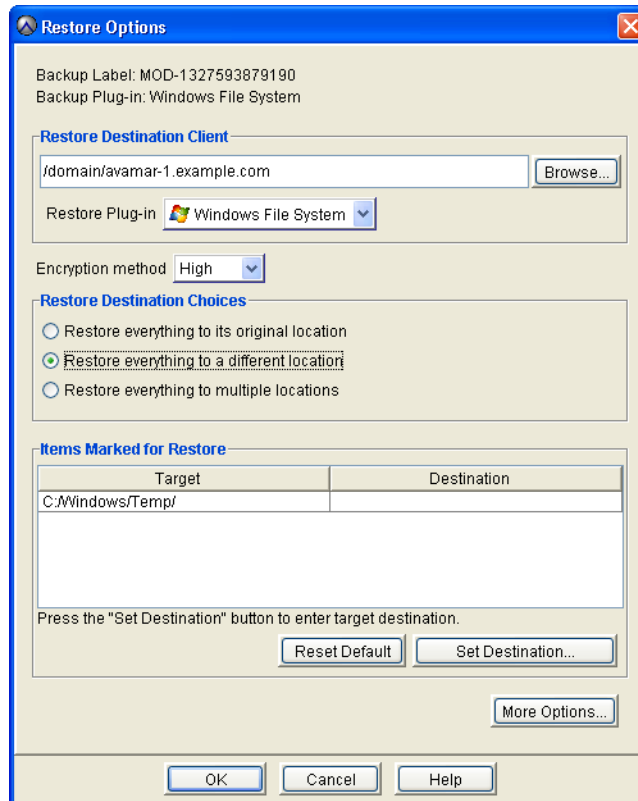 Restore Options
Backup Label: MOD-1327593879190
Backup Plug-in: Windows File System
Restore Destination Client
/domain/avamar-1.example.com
Browse...
Restore Plug-in Windows File System
Encryption method High
Restore Destination Choices
Restore everything to its original location
Restore everything to a different location
Restore everything to multiple locations
Items Marked for Restore
Target Destination
C:/Windows/Temp/
Press the "Set Destination" button to enter target destination.
Reset Default Set Destination...
More Options...
OK Cancel Help